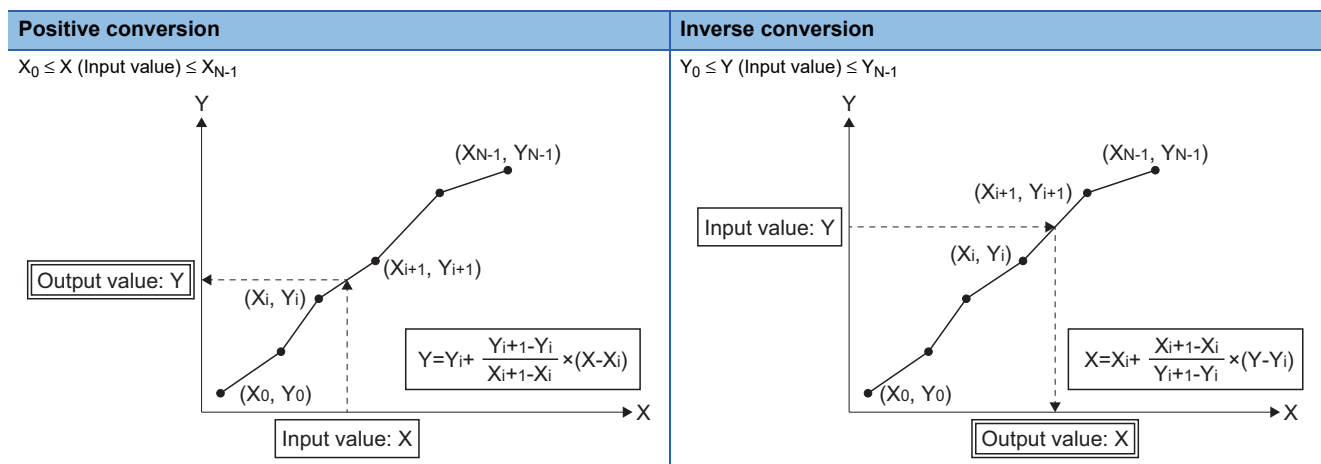 Positive conversion
X0 ≤ X (Input value) ≤ XN-1
Y
(XN-1, YN-1)
(Xi+1, Yi+1)
Output value: Y
(Xi, Yi)
Y=Yi+ Yi+1-Yi / Xi+1-Xi ×(X-Xi)
(X0, Y0)
X
Input value: X
Inverse conversion
Y0 ≤ Y (Input value) ≤ YN-1
Y
(XN-1, YN-1)
(Xi+1, Yi+1)
Input value: Y
(Xi, Yi)
X=Xi+ Xi+1-Xi / Yi+1-Yi ×(Y-Yi)
(X0, Y0)
X
Output value: X